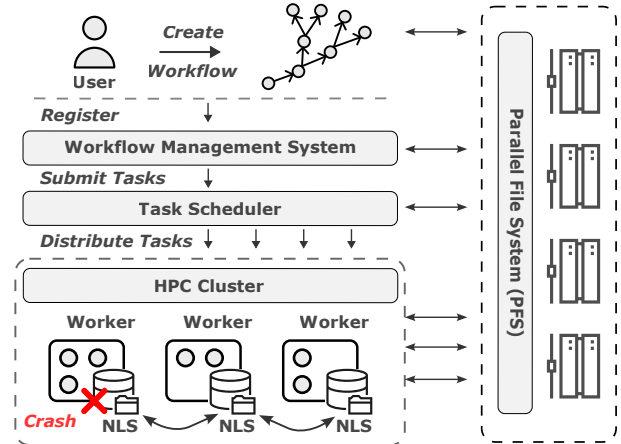 Create
Workflow
User
Register
Workflow Management System
Submit Tasks
Task Scheduler
Distribute Tasks
HPC Cluster
Worker Worker Worker
Crash
NLS NLS NLS
Parallel File System (PFS)